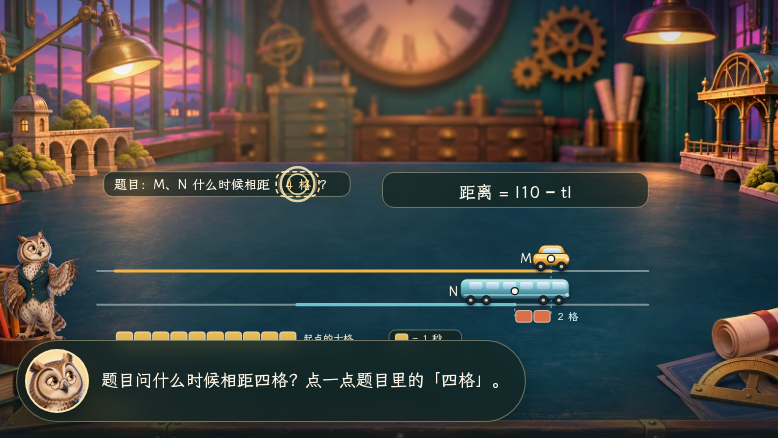 题目：M、N 什么时候相距 4 格？
距离 = |10 − t|
M
N
2 格
起点的十格
= 1 秒
题目问什么时候相距四格？点一点题目里的「四格」。